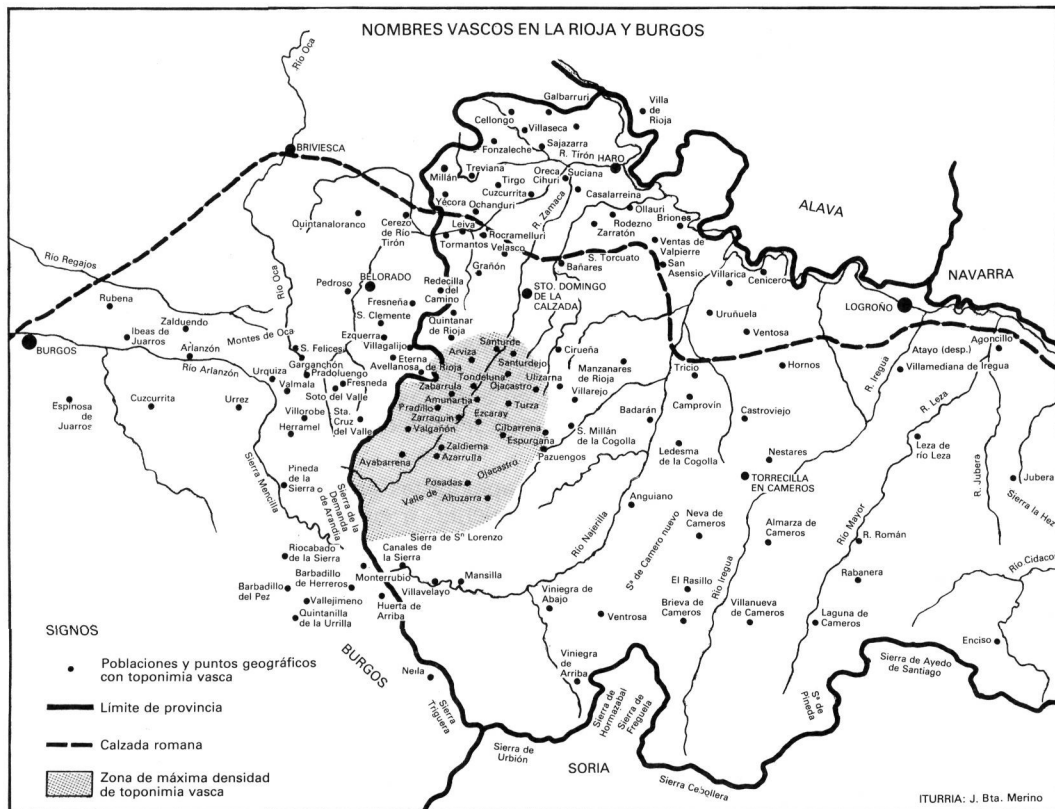 NOMBRES VASCOS EN LA RIOJA Y BURGOS
Río Oca
Galbarruri
Villa
de
Rioja
Cellongo
Villaseca
Sajazarra
Fonzaleche
R. Tirón
HARO
BRIVIESCA
Treviana
Oreca
Cihuri
Suciana
Millán
Tirgo
Cuzcurrita
Casalarreina
Yécora
Ochanduri
R. Zamaca
Ollauri
Rodezno
Briones
Zarratón
ALAVA
Quintanaloranco
Cerezo
de Río
Tirón
Leiva
Rocramelluri
Tormantos
Velasco
Ventas de
Valpierre
S. Torcuato
San
Asensio
NAVARRA
Río Regajos
Río Oca
Grañón
Bañares
Villarica
Cenicero
BELORADO
Pedroso
Redecilla
del
Camino
STO. DOMINGO
DE LA
CALZADA
LOGROÑO
Rubena
Fresneña
Uruñuela
Zalduendo
S. Clemente
Quintanar
de Rioja
Ventosa
Ibeas de
Juarros
Montes de Oca
Ezquerra
Villagalijo
Santurde
Agoncillo
BURGOS
Arlanzón
S. Felices
Eterna
Arviza
Santurdejo
Cirueña
Atayo (desp.)
Río Arlanzón
Garganchón
Avellanosa
de Rioja
Tondeluna
Ulizarna
Manzanares
de Rioja
Tricio
Hornos
R. Iregua
Villamediana de Iregua
Urquiza
Pradoluengo
Fresneda
Zabarrula
Ojacastro
Villarejo
Valmala
Soto del Valle
Amunartia
Camprovín
R. Leza
Espinosa
de
Juarros
Cuzcurrita
Urrez
Villorobe
Sta.
Cruz
del Valle
Pradillo
Turza
Badarán
Castroviejo
Zarraquín
Ezcaray
Herramel
Valgañón
Cilbarrena
S. Millán
de la Cogolla
Espurgaña
Zaldierna
Pazuengos
Ledesma
de la Cogolla
Leza de
río Leza
Azarrulla
Nestares
R. Jubera
Ayabarrena
Pineda
de la
Sierra
Valle de Ojacastro
Posadas
TORRECILLA
EN CAMEROS
Jubera
Sierra Mencilla
Sierra de la
Demanda
o de Arandia
Altuzarra
Anguiano
Sierra la Hez
Sierra de Sⁿ Lorenzo
Neva de
Cameros
Almarza de
Cameros
Río Mayor
Riocabado
de la Sierra
Canales de
la Sierra
Río Najerilla
Sª de Camero nuevo
R. Román
Río Cidacos
Barbadillo
de Herreros
Monterrubio
Mansilla
Río Iregua
Rabanera
Barbadillo
del Pez
Villavelayo
Viniegra de
Abajo
El Rasillo
Vallejimeno
Huerta de
Arriba
Brieva de
Cameros
Villanueva de
Cameros
Laguna de
Cameros
Quintanilla
de la Urrilla
Ventrosa
SIGNOS
BURGOS
Enciso
Poblaciones y puntos geográficos
con toponimia vasca
Neila
Viniegra
de
Arriba
Sierra de Ayedo
de Santiago
Límite de provincia
Sierra
Triguera
Sierra de
Hormazabal
Sierra de
Freguela
Sª de
Pineda
Calzada romana
Sierra de
Urbión
SORIA
Zona de máxima densidad
de toponimia vasca
Sierra Cebollera
ITURRIA: J. Bta. Merino